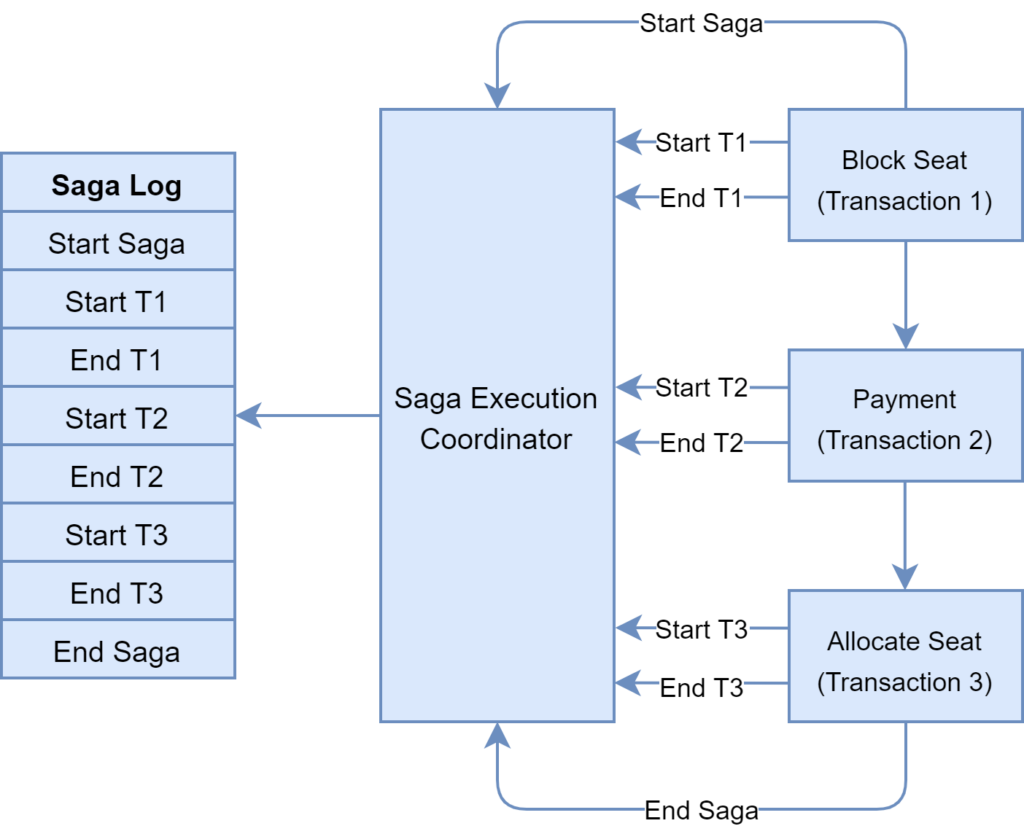 Saga Log
Start Saga
Start T1
End T1
Start T2
End T2
Start T3
End T3
End Saga
Saga Execution
Coordinator
Start Saga
Start T1
End T1
Start T2
End T2
Start T3
End T3
End Saga
Block Seat
(Transaction 1)
Payment
(Transaction 2)
Allocate Seat
(Transaction 3)